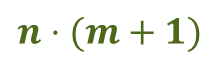 n · (m + 1)